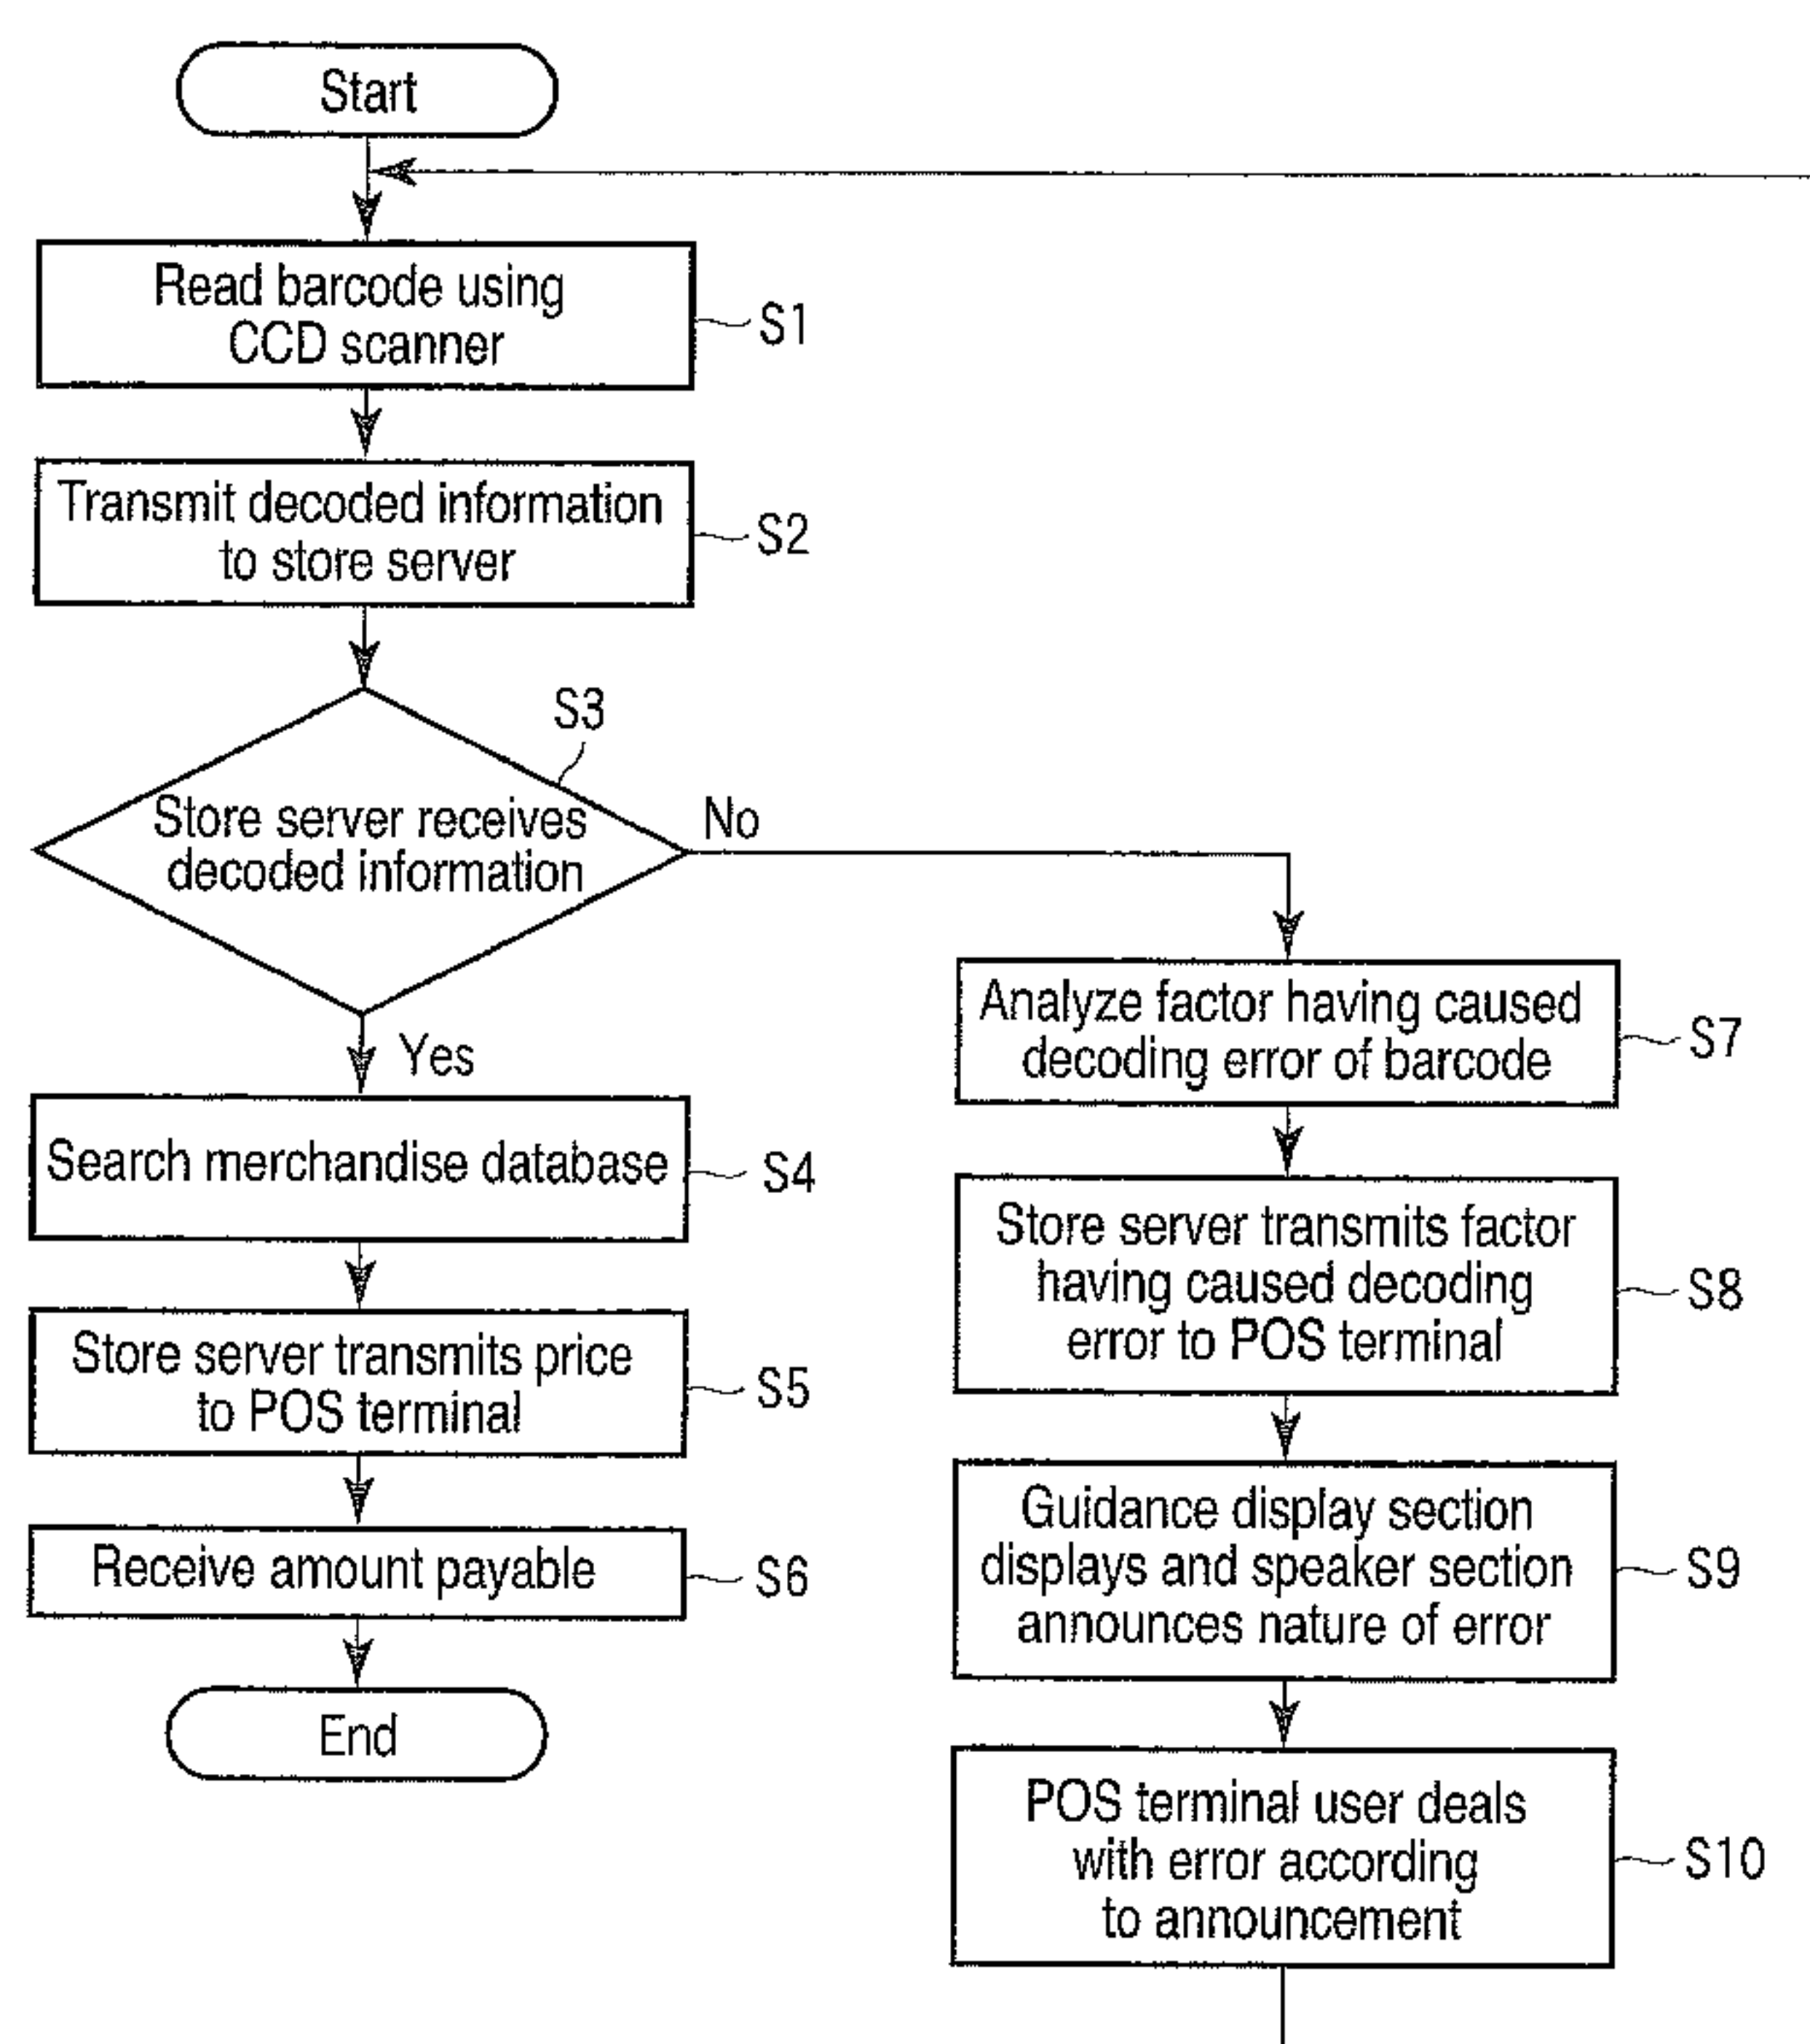 Start
Read barcode using
CCD scanner
S1
Transmit decoded information
to store server
S2
S3
Store server receives
decoded information
No
Yes
Search merchandise database
S4
Store server transmits price
to POS terminal
S5
Receive amount payable
S6
End
Analyze factor having caused
decoding error of barcode
S7
Store server transmits factor
having caused decoding
error to POS terminal
S8
Guidance display section
displays and speaker section
announces nature of error
S9
POS terminal user deals
with error according
to announcement
S10